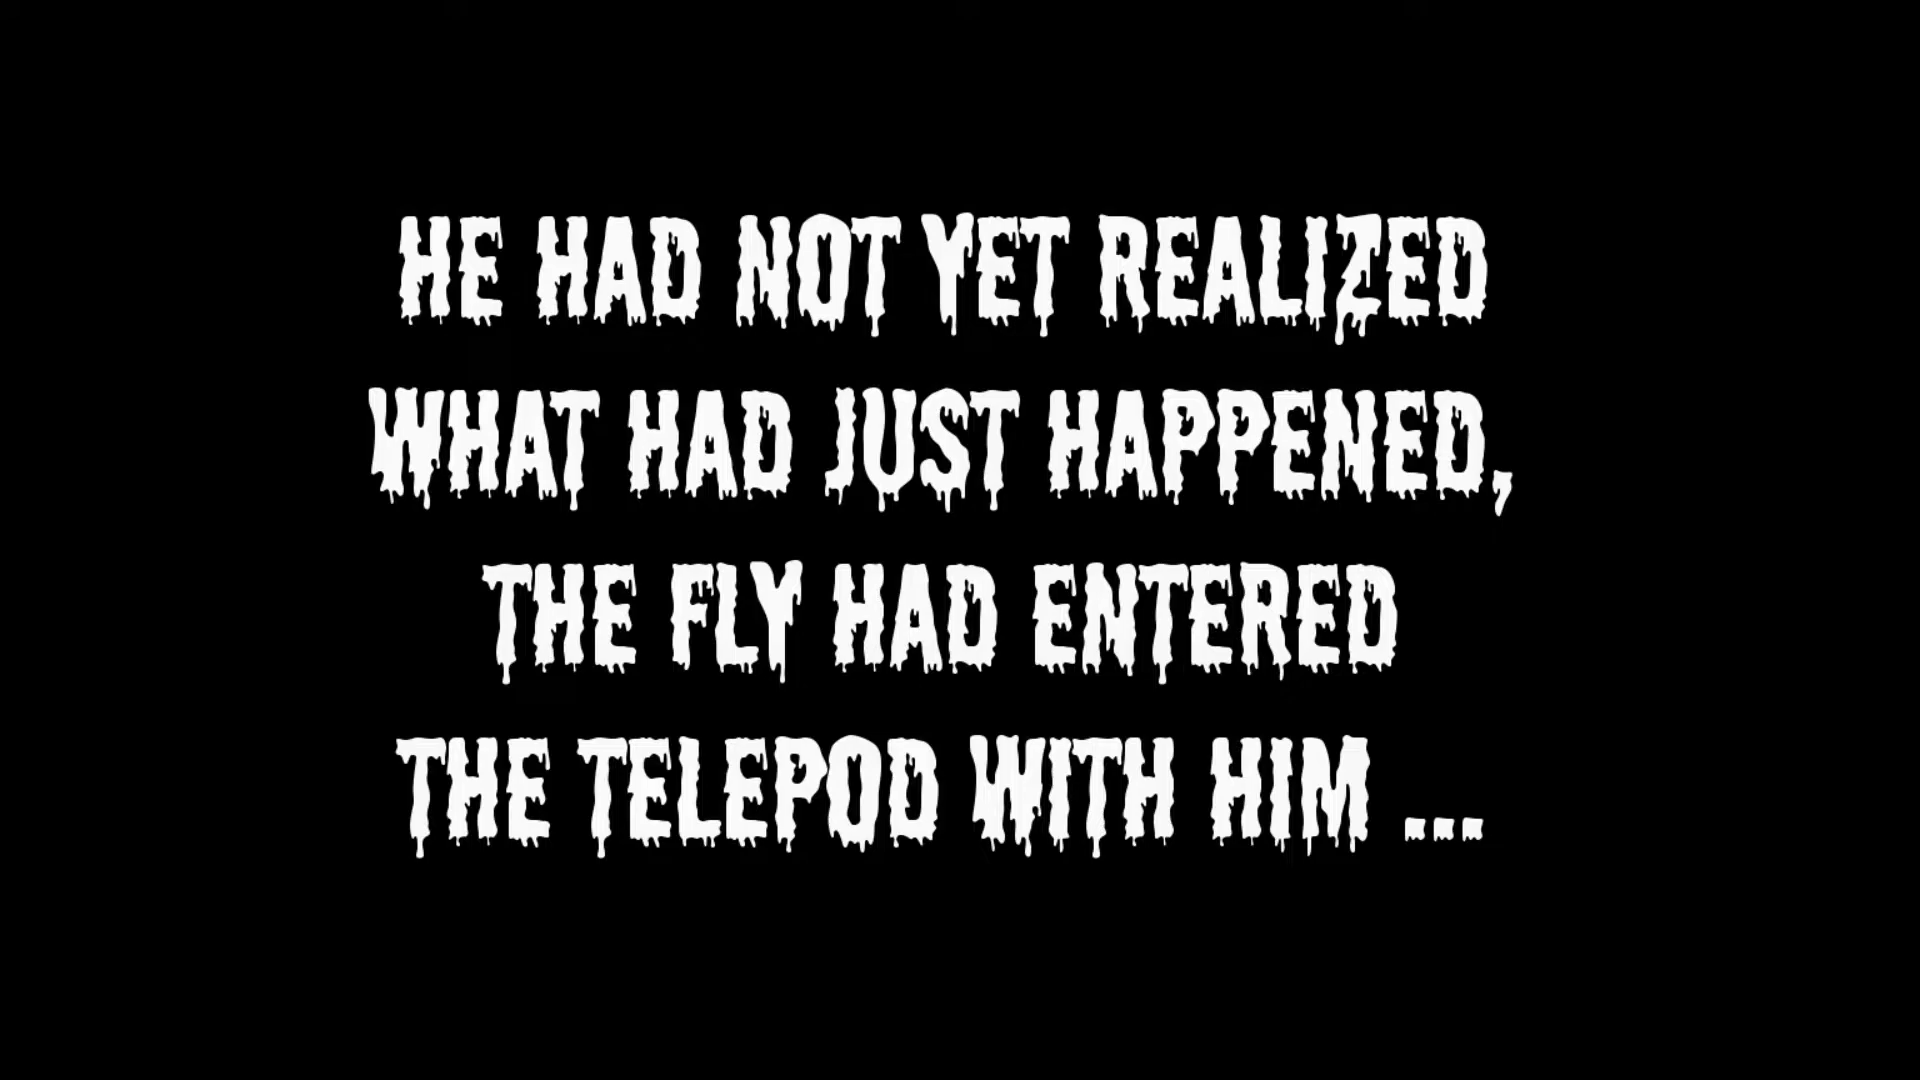 HE HAD NOT YET REALIZED
WHAT HAD JUST HAPPENED,
THE FLY HAD ENTERED
THE TELEPOD WITH HIM ...